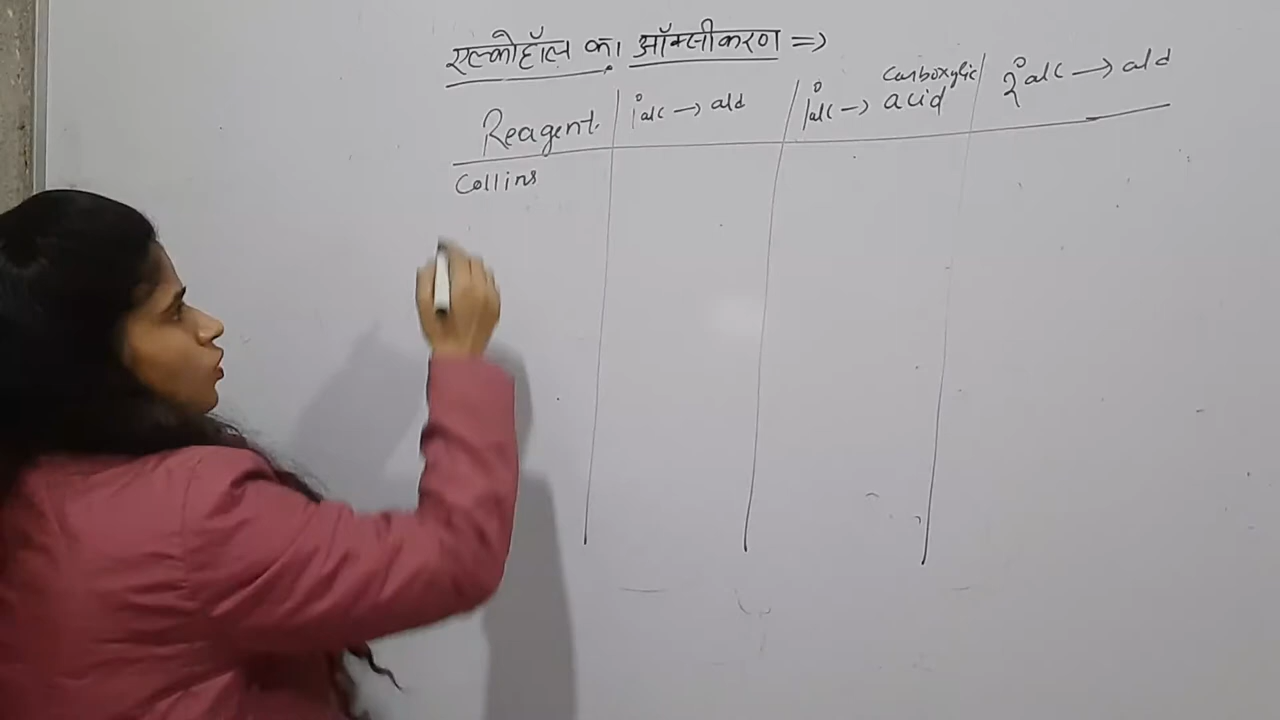 एल्कोहॉल का ऑक्सीकरण =>
Reagent. 1° alc → ald 1° alc → carboxylic acid 2° alc → ald
Collins